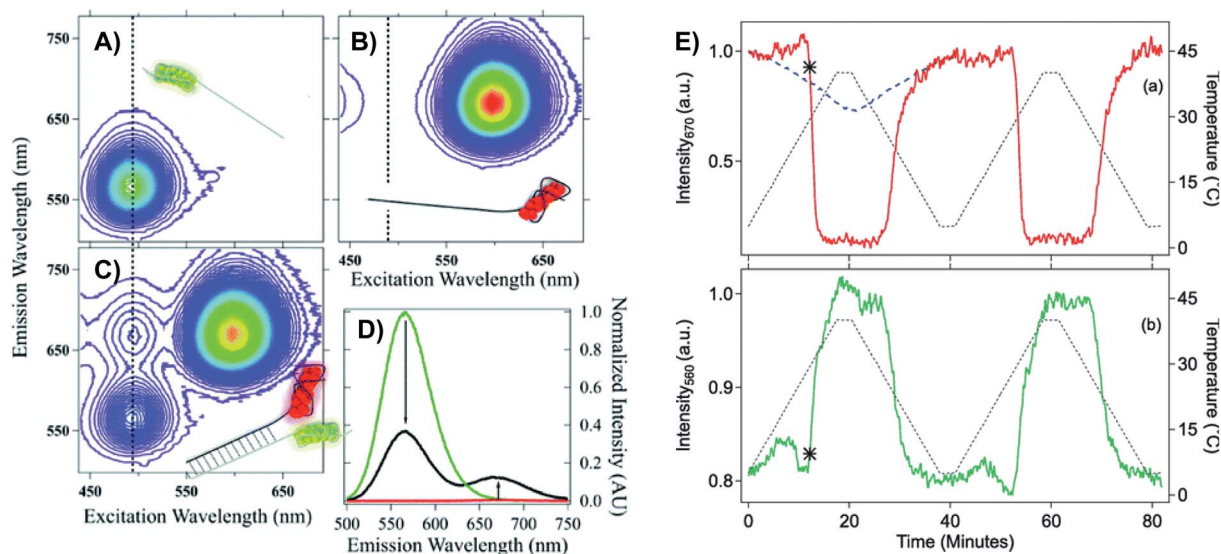 A)
B)
C)
D)
E)
750
650
550
Emission Wavelength (nm)
750
650
550
450
550
650
Excitation Wavelength (nm)
450
550
650
Excitation Wavelength (nm)
1.0
0.8
0.6
0.4
0.2
0.0
Normalized Intensity (AU)
500
550
600
650
700
750
Emission Wavelength (nm)
1.0
0.5
Intensity670 (a.u.)
45
30
15
0
Temperature (°C)
(a)
1.0
0.9
0.8
Intensity560 (a.u.)
45
30
15
0
Temperature (°C)
(b)
0
20
40
60
80
Time (Minutes)